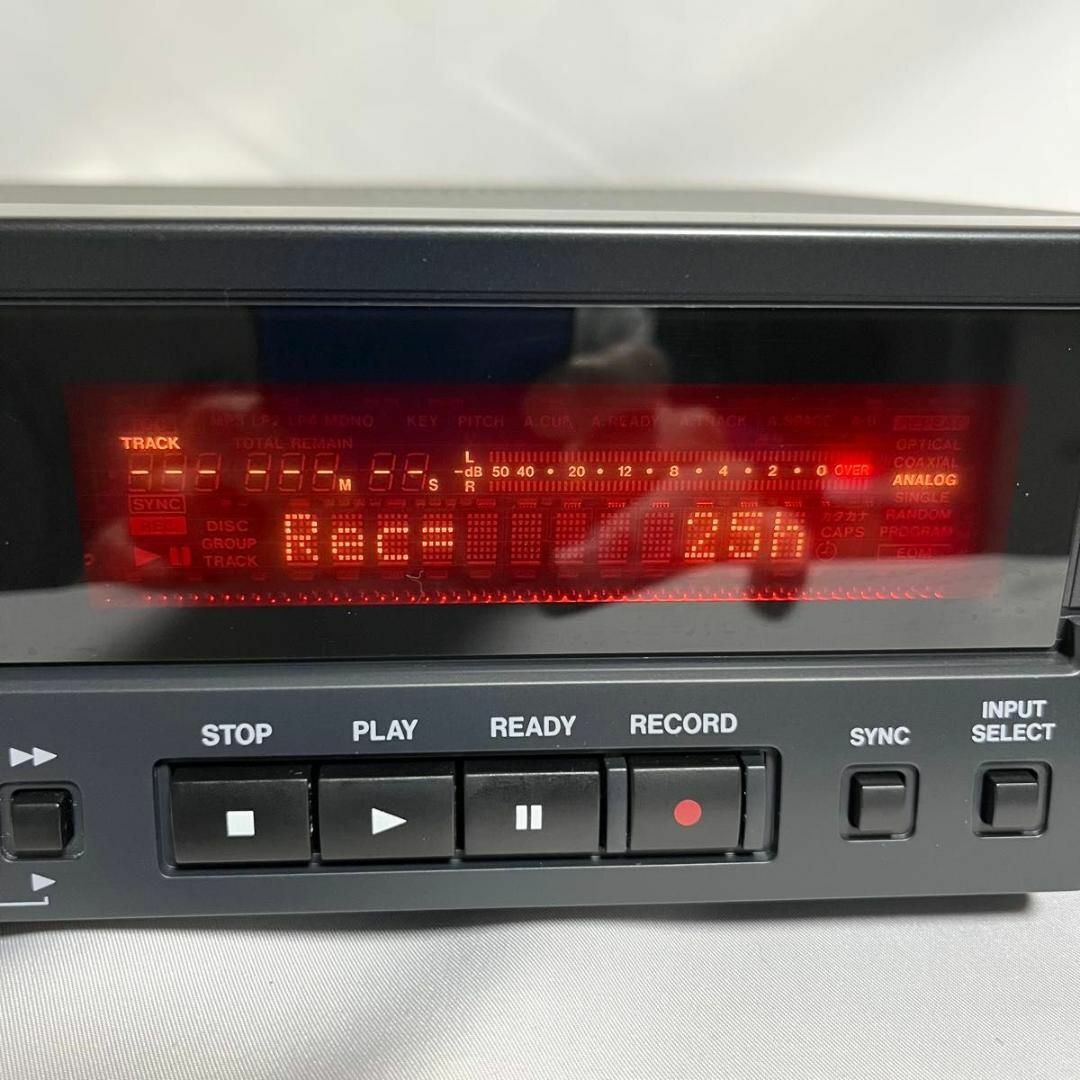 MP3 LP2 LP4 MONO KEY PITCH A.CUE A.READY A.TRACK A.SPACE A-B REPEAT
TRACK TOTAL REMAIN OPTICAL
L COAXIAL
--- --- M -- S -dB 50 40 • 20 • 12 • 8 • 4 • 2 • 0 OVER ANALOG
R SINGLE
SYNC
REC DISC Rec= 25h カタカナ RANDOM
GROUP CAPS PROGRAM
TRACK EOM
STOP PLAY READY RECORD SYNC INPUT
SELECT